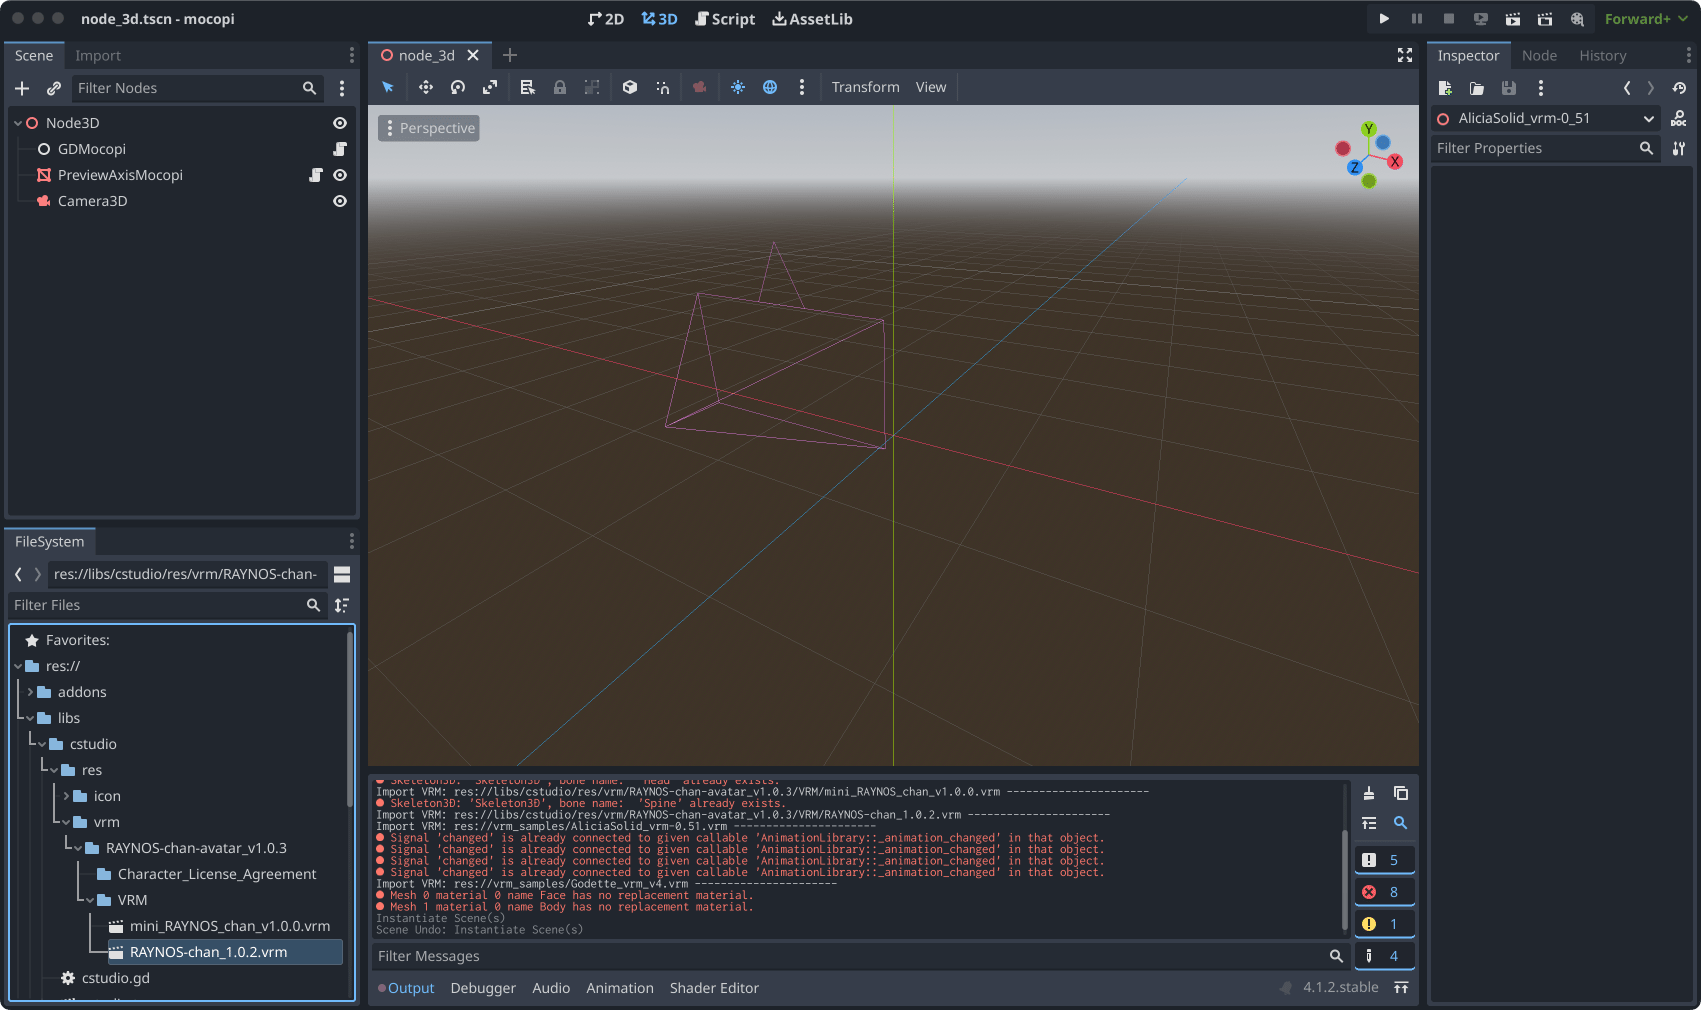 node_3d.tscn - mocopi
2D
3D
Script
AssetLib
Forward+
Scene
Import
Filter Nodes
Node3D
GDMocopi
PreviewAxisMocopi
Camera3D
node_3d
Transform
View
Perspective
Y
X
Z
Inspector
Node
History
AliciaSolid_vrm-0_51
Filter Properties
FileSystem
res://libs/cstudio/res/vrm/RAYNOS-chan-
Filter Files
Favorites:
res://
addons
libs
cstudio
res
icon
vrm
RAYNOS-chan-avatar_v1.0.3
Character_License_Agreement
VRM
mini_RAYNOS_chan_v1.0.0.vrm
RAYNOS-chan_1.0.2.vrm
cstudio.gd
Skeleton3D: 'Skeleton3D', bone name:  'Head' already exists.
Import VRM: res://libs/cstudio/res/vrm/RAYNOS-chan-avatar_v1.0.3/VRM/mini_RAYNOS_chan_v1.0.0.vrm ----------------------
Skeleton3D: 'Skeleton3D', bone name:  'Spine' already exists.
Import VRM: res://libs/cstudio/res/vrm/RAYNOS-chan-avatar_v1.0.3/VRM/RAYNOS-chan_1.0.2.vrm ----------------------
Import VRM: res://vrm_samples/AliciaSolid_vrm-0.51.vrm ----------------------
Signal 'changed' is already connected to given callable 'AnimationLibrary::_animation_changed' in that object.
Signal 'changed' is already connected to given callable 'AnimationLibrary::_animation_changed' in that object.
Signal 'changed' is already connected to given callable 'AnimationLibrary::_animation_changed' in that object.
Signal 'changed' is already connected to given callable 'AnimationLibrary::_animation_changed' in that object.
Import VRM: res://vrm_samples/Godette_vrm_v4.vrm ----------------------
Mesh 0 material 0 name Face has no replacement material.
Mesh 1 material 0 name Body has no replacement material.
Instantiate Scene(s)
Scene Undo: Instantiate Scene(s)
5
8
1
4
Filter Messages
Output
Debugger
Audio
Animation
Shader Editor
4.1.2.stable